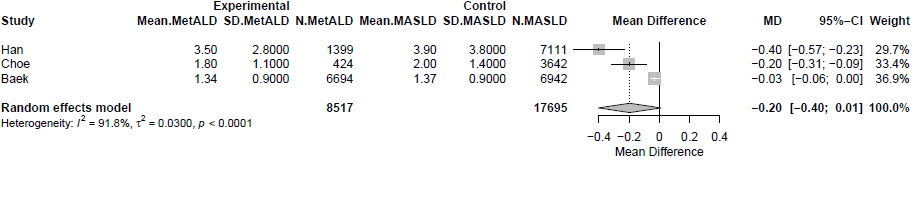 Experimental Control
Study Mean.MetALD SD.MetALD N.MetALD Mean.MASLD SD.MASLD N.MASLD Mean Difference MD 95%−CI Weight
Han 3.50 2.8000 1399 3.90 3.8000 7111 −0.40 [−0.57; −0.23] 29.7%
Choe 1.80 1.1000 424 2.00 1.4000 3642 −0.20 [−0.31; −0.09] 33.4%
Baek 1.34 0.9000 6694 1.37 0.9000 6942 −0.03 [−0.06; 0.00] 36.9%
Random effects model 8517 17695 −0.20 [−0.40; 0.01] 100.0%
Heterogeneity: I² = 91.8%, τ² = 0.0300, p < 0.0001
−0.4 −0.2 0 0.2 0.4
Mean Difference